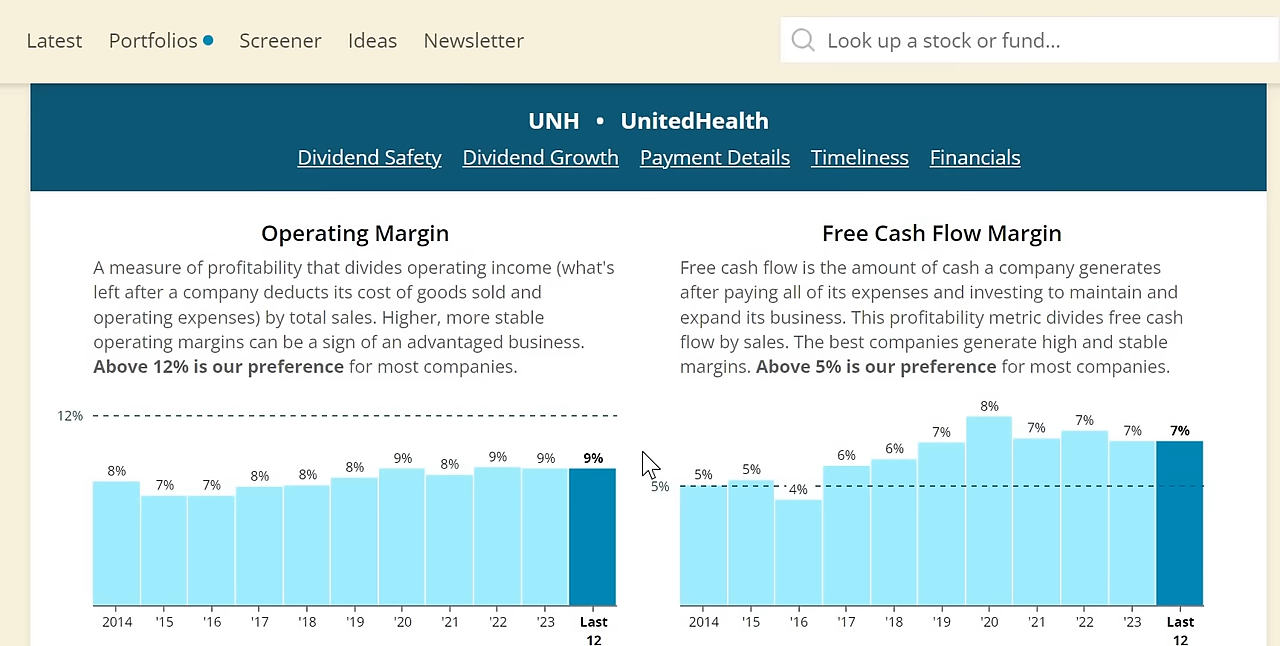 Latest Portfolios Screener Ideas Newsletter Look up a stock or fund...
UNH • UnitedHealth
Dividend Safety Dividend Growth Payment Details Timeliness Financials
Operating Margin
A measure of profitability that divides operating income (what's
left after a company deducts its cost of goods sold and
operating expenses) by total sales. Higher, more stable
operating margins can be a sign of an advantaged business.
Above 12% is our preference for most companies.
12%
8% 7% 7% 8% 8% 8% 9% 8% 9% 9% 9%
2014 '15 '16 '17 '18 '19 '20 '21 '22 '23 Last
12
Free Cash Flow Margin
Free cash flow is the amount of cash a company generates
after paying all of its expenses and investing to maintain and
expand its business. This profitability metric divides free cash
flow by sales. The best companies generate high and stable
margins. Above 5% is our preference for most companies.
5%
5% 5% 4% 6% 6% 7% 8% 7% 7% 7% 7%
2014 '15 '16 '17 '18 '19 '20 '21 '22 '23 Last
12